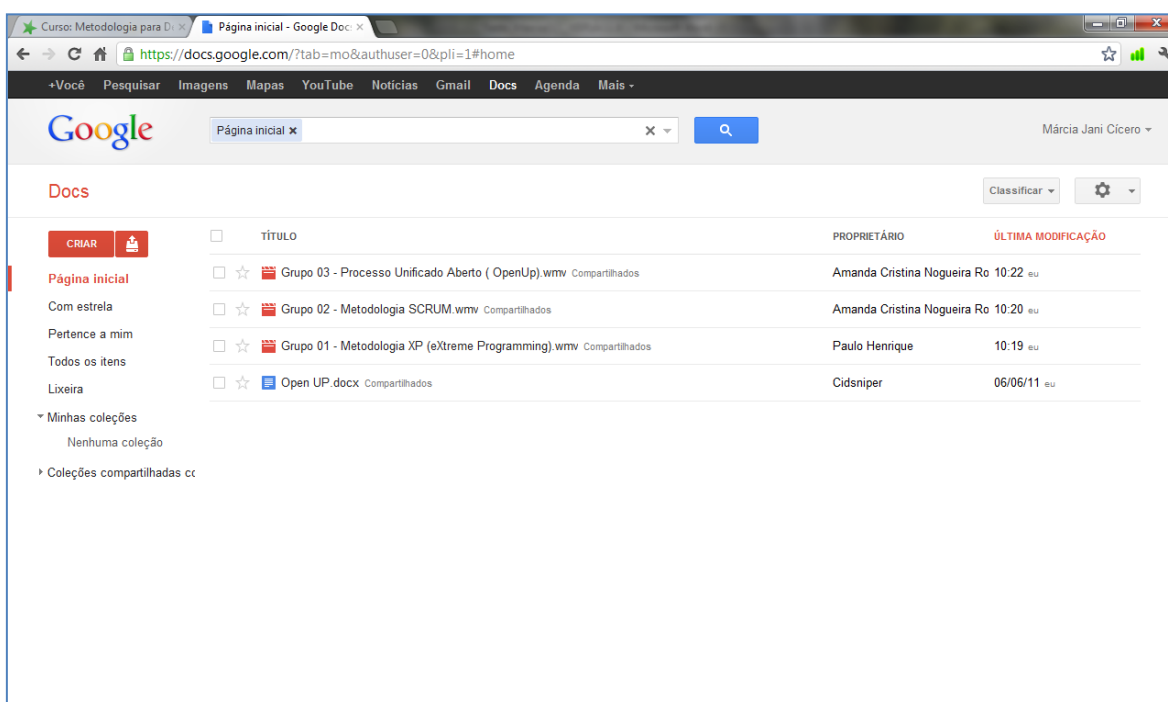 Curso: Metodologia para D
Página inicial - Google Doc
https://docs.google.com/?tab=mo&authuser=0&pli=1#home
+Você Pesquisar Imagens Mapas YouTube Notícias Gmail Docs Agenda Mais
Google Página inicial Márcia Jani Cícero
Docs Classificar
CRIAR TÍTULO PROPRIETÁRIO ÚLTIMA MODIFICAÇÃO
Página inicial
Com estrela
Pertence a mim
Todos os itens
Lixeira
Minhas coleções
Nenhuma coleção
Coleções compartilhadas co
Grupo 03 - Processo Unificado Aberto ( OpenUp).wmv Compartilhados Amanda Cristina Nogueira Ro 10:22 eu
Grupo 02 - Metodologia SCRUM.wmv Compartilhados Amanda Cristina Nogueira Ro 10:20 eu
Grupo 01 - Metodologia XP (eXtreme Programming).wmv Compartilhados Paulo Henrique 10:19 eu
Open UP.docx Compartilhados Cidsniper 06/06/11 eu